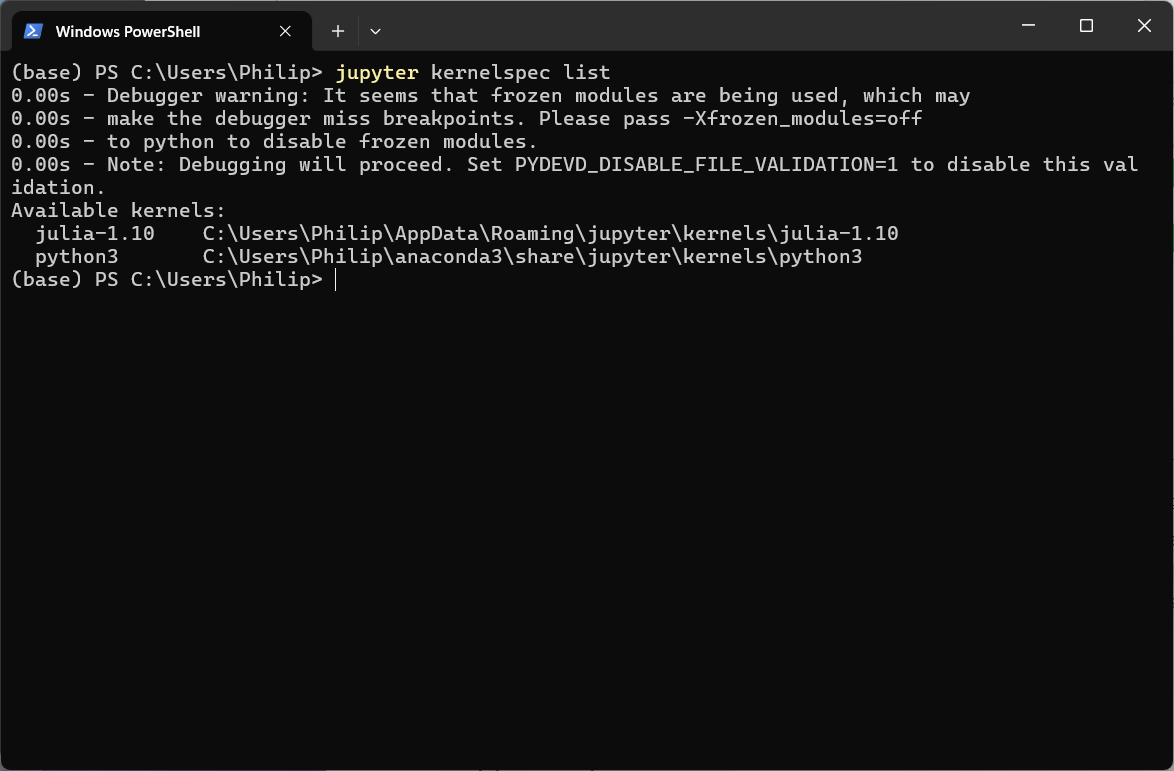 Windows PowerShell
(base) PS C:\Users\Philip> jupyter kernelspec list
0.00s - Debugger warning: It seems that frozen modules are being used, which may
0.00s - make the debugger miss breakpoints. Please pass -Xfrozen_modules=off
0.00s - to python to disable frozen modules.
0.00s - Note: Debugging will proceed. Set PYDEVD_DISABLE_FILE_VALIDATION=1 to disable this val
idation.
Available kernels:
  julia-1.10    C:\Users\Philip\AppData\Roaming\jupyter\kernels\julia-1.10
  python3       C:\Users\Philip\anaconda3\share\jupyter\kernels\python3
(base) PS C:\Users\Philip>